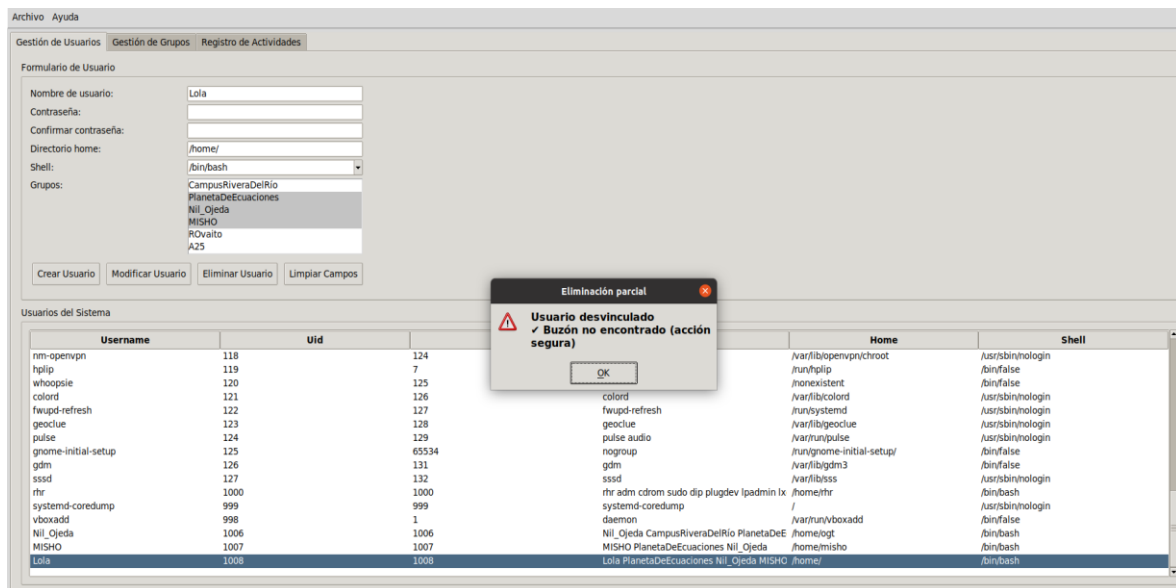 Archivo Ayuda
Gestión de Usuarios Gestión de Grupos Registro de Actividades
Formulario de Usuario
Nombre de usuario: Lola
Contraseña:
Confirmar contraseña:
Directorio home: /home/
Shell: /bin/bash
Grupos: CampusRiveraDelRío
PlanetaDeEcuaciones
Nil_Ojeda
MISHO
ROvaito
A25
Crear Usuario Modificar Usuario Eliminar Usuario Limpiar Campos
Eliminación parcial
Usuario desvinculado
✓ Buzón no encontrado (acción
segura)
OK
Usuarios del Sistema
Username Uid Home Shell
nm-openvpn 118 124 /var/lib/openvpn/chroot /usr/sbin/nologin
hplip 119 7 /run/hplip /bin/false
whoopsie 120 125 /nonexistent /bin/false
colord 121 126 colord /var/lib/colord /usr/sbin/nologin
fwupd-refresh 122 127 fwupd-refresh /run/systemd /usr/sbin/nologin
geoclue 123 128 geoclue /var/lib/geoclue /usr/sbin/nologin
pulse 124 129 pulse audio /var/run/pulse /usr/sbin/nologin
gnome-initial-setup 125 65534 nogroup /run/gnome-initial-setup/ /bin/false
gdm 126 131 gdm /var/lib/gdm3 /bin/false
sssd 127 132 sssd /var/lib/sss /usr/sbin/nologin
rhr 1000 1000 rhr adm cdrom sudo dip plugdev lpadmin lx /home/rhr /bin/bash
systemd-coredump 999 999 systemd-coredump / /usr/sbin/nologin
vboxadd 998 1 daemon /var/run/vboxadd /bin/false
Nil_Ojeda 1006 1006 Nil_Ojeda CampusRiveraDelRío PlanetaDeE /home/ogt /bin/bash
MISHO 1007 1007 MISHO PlanetaDeEcuaciones Nil_Ojeda /home/misho /bin/bash
Lola 1008 1008 Lola PlanetaDeEcuaciones Nil_Ojeda MISHO /home/ /bin/bash